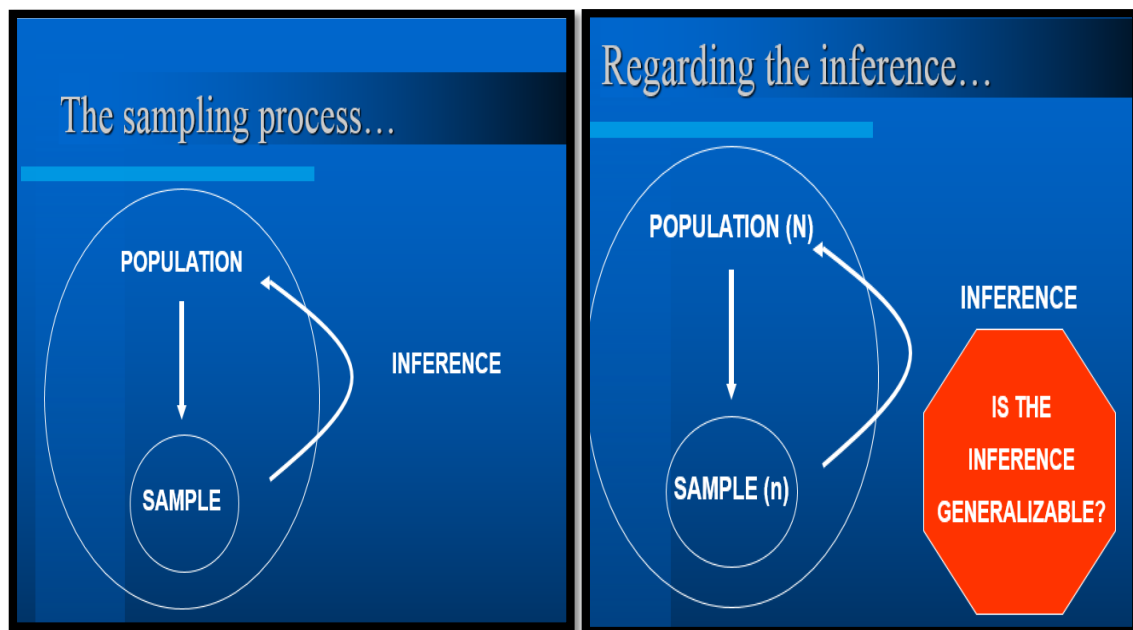 The sampling process…
POPULATION
INFERENCE
SAMPLE
Regarding the inference…
POPULATION (N)
INFERENCE
IS THE
INFERENCE
GENERALIZABLE?
SAMPLE (n)